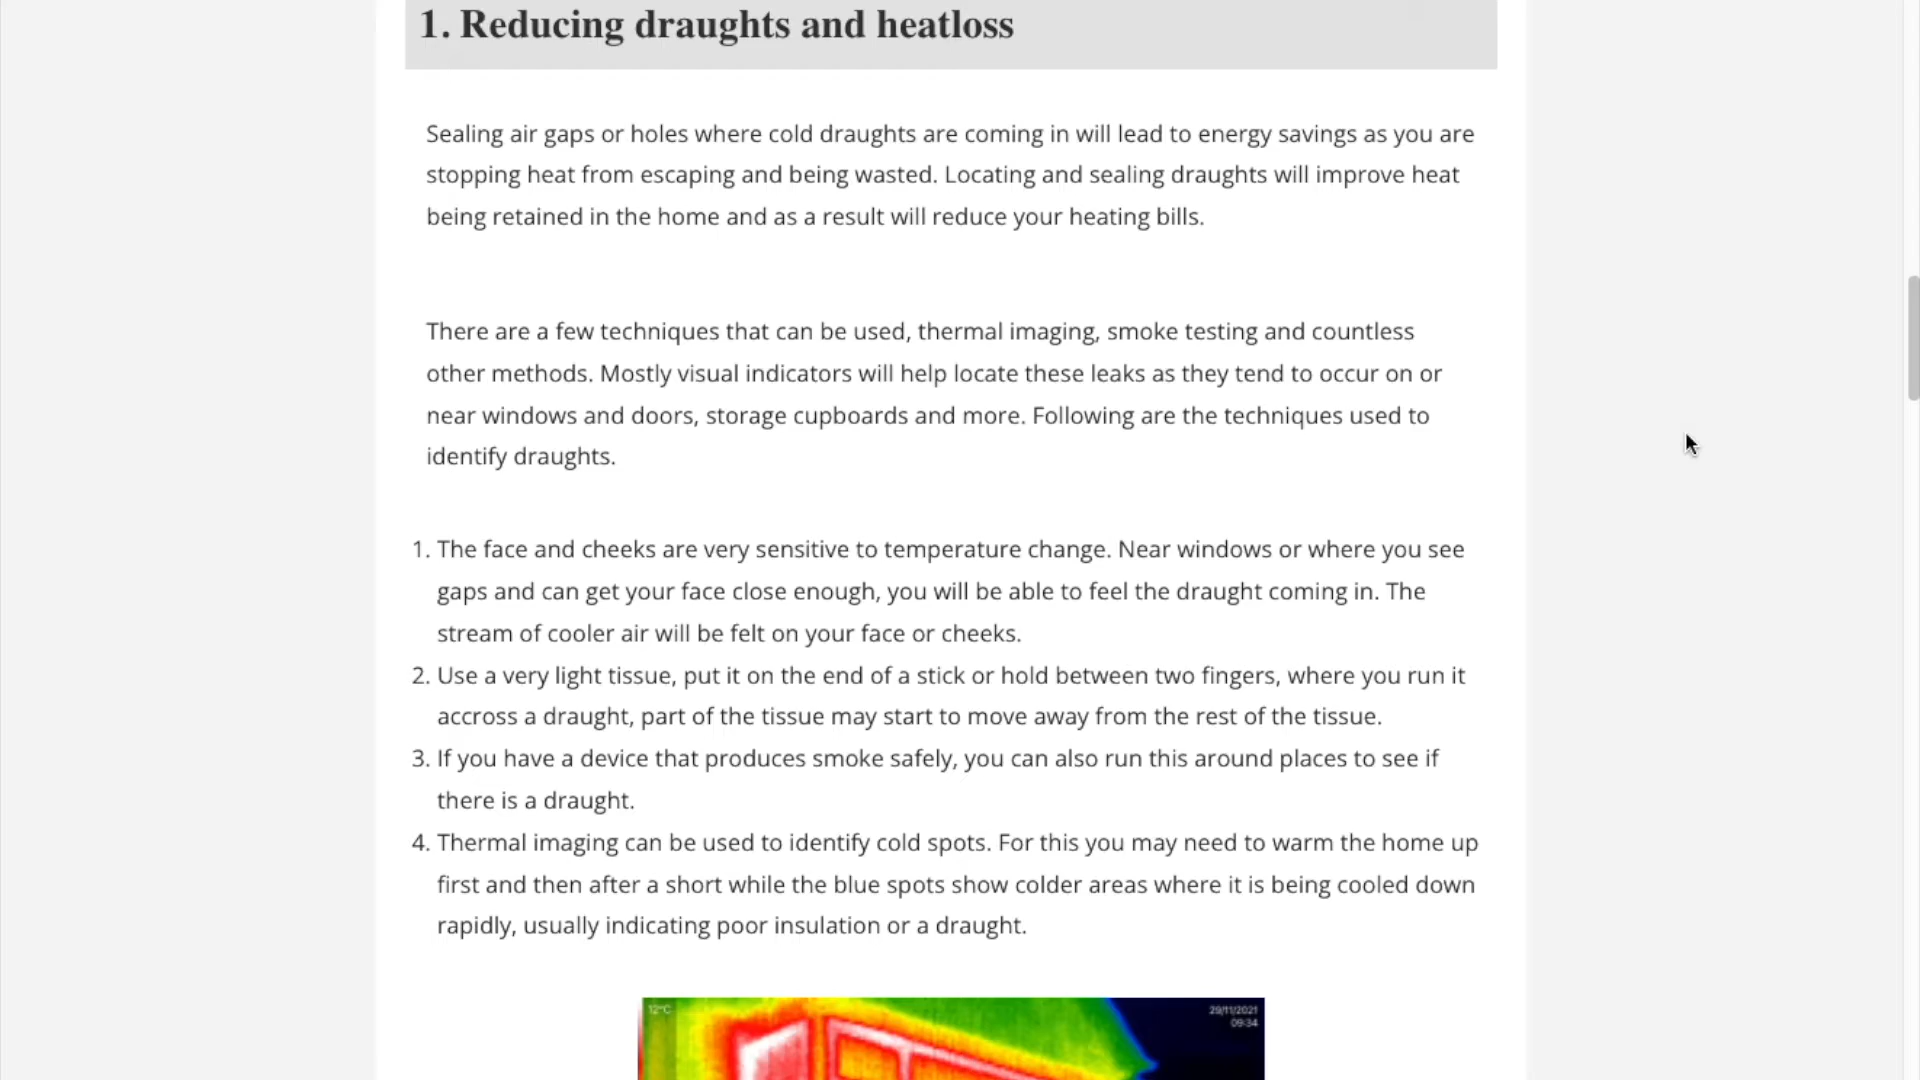 1. Reducing draughts and heatloss
Sealing air gaps or holes where cold draughts are coming in will lead to energy savings as you are
stopping heat from escaping and being wasted. Locating and sealing draughts will improve heat
being retained in the home and as a result will reduce your heating bills.
There are a few techniques that can be used, thermal imaging, smoke testing and countless
other methods. Mostly visual indicators will help locate these leaks as they tend to occur on or
near windows and doors, storage cupboards and more. Following are the techniques used to
identify draughts.
1. The face and cheeks are very sensitive to temperature change. Near windows or where you see
gaps and can get your face close enough, you will be able to feel the draught coming in. The
stream of cooler air will be felt on your face or cheeks.
2. Use a very light tissue, put it on the end of a stick or hold between two fingers, where you run it
accross a draught, part of the tissue may start to move away from the rest of the tissue.
3. If you have a device that produces smoke safely, you can also run this around places to see if
there is a draught.
4. Thermal imaging can be used to identify cold spots. For this you may need to warm the home up
first and then after a short while the blue spots show colder areas where it is being cooled down
rapidly, usually indicating poor insulation or a draught.
12°C
29/11/2021
09:34